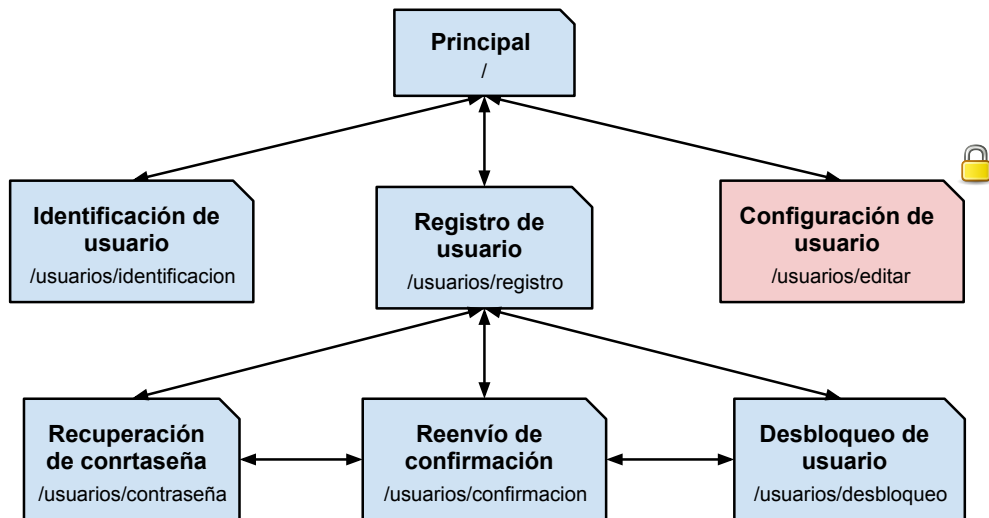 Principal
/
Identificación de
usuario
/usuarios/identificacion
Registro de
usuario
/usuarios/registro
Configuración de
usuario
/usuarios/editar
Recuperación
de conrtaseña
/usuarios/contraseña
Reenvío de
confirmación
/usuarios/confirmacion
Desbloqueo de
usuario
/usuarios/desbloqueo